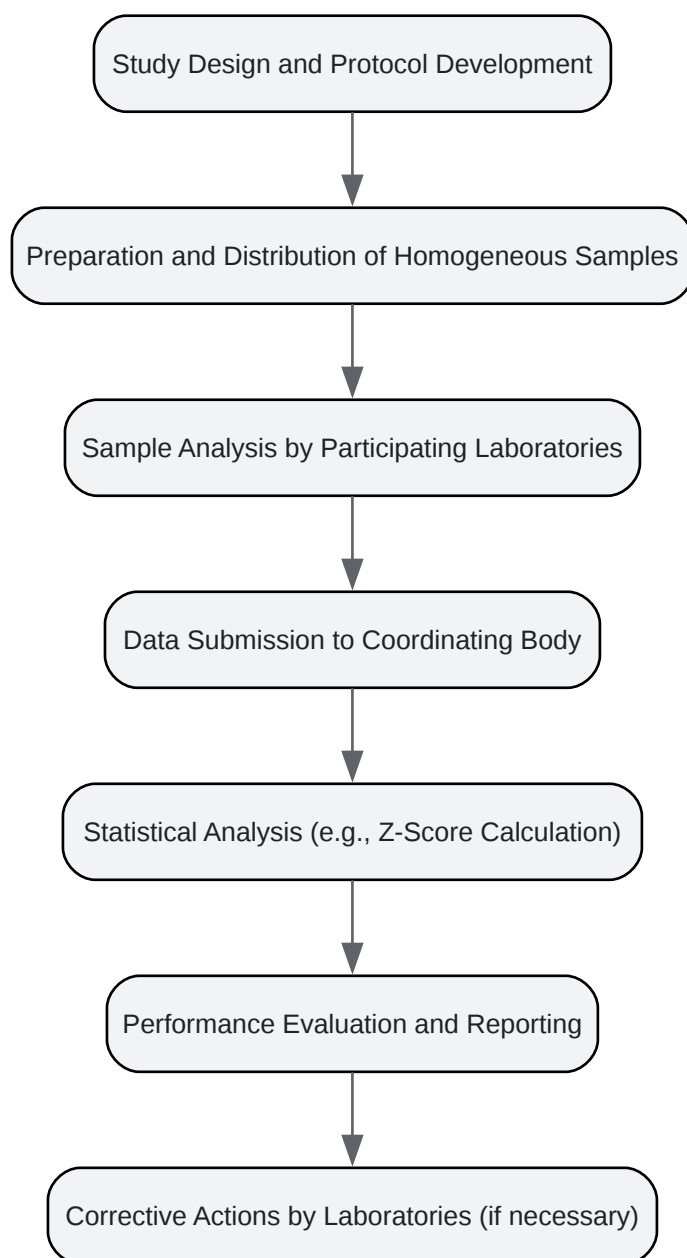 Study Design and Protocol Development
Preparation and Distribution of Homogeneous Samples
Sample Analysis by Participating Laboratories
Data Submission to Coordinating Body
Statistical Analysis (e.g., Z-Score Calculation)
Performance Evaluation and Reporting
Corrective Actions by Laboratories (if necessary)